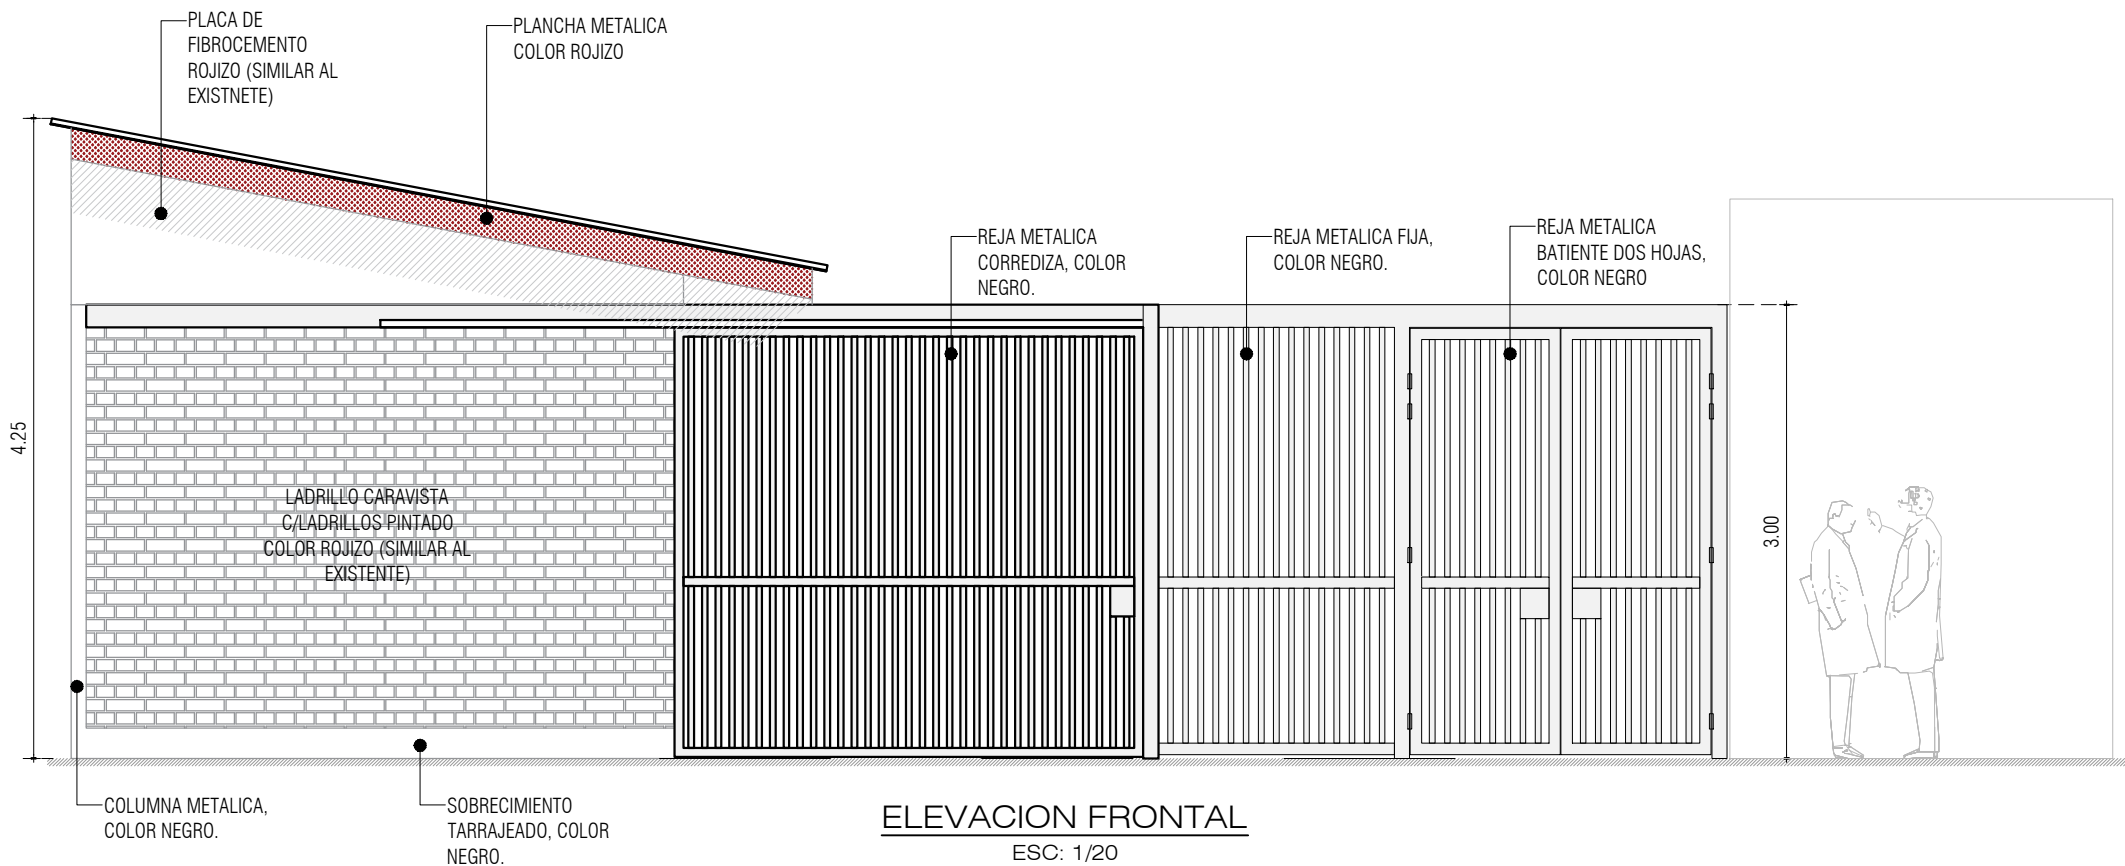 PLACA DE
FIBROCEMENTO
ROJIZO (SIMILAR AL
EXISTNETE)
PLANCHA METALICA
COLOR ROJIZO
REJA METALICA
CORREDIZA, COLOR
NEGRO.
REJA METALICA FIJA,
COLOR NEGRO.
REJA METALICA
BATIENTE DOS HOJAS,
COLOR NEGRO
4.25
LADRILLO CARAVISTA
C/LADRILLOS PINTADO
COLOR ROJIZO (SIMILAR AL
EXISTENTE)
3.00
COLUMNA METALICA,
COLOR NEGRO.
SOBRECIMIENTO
TARRAJEADO, COLOR
NEGRO.
ELEVACION FRONTAL
ESC: 1/20